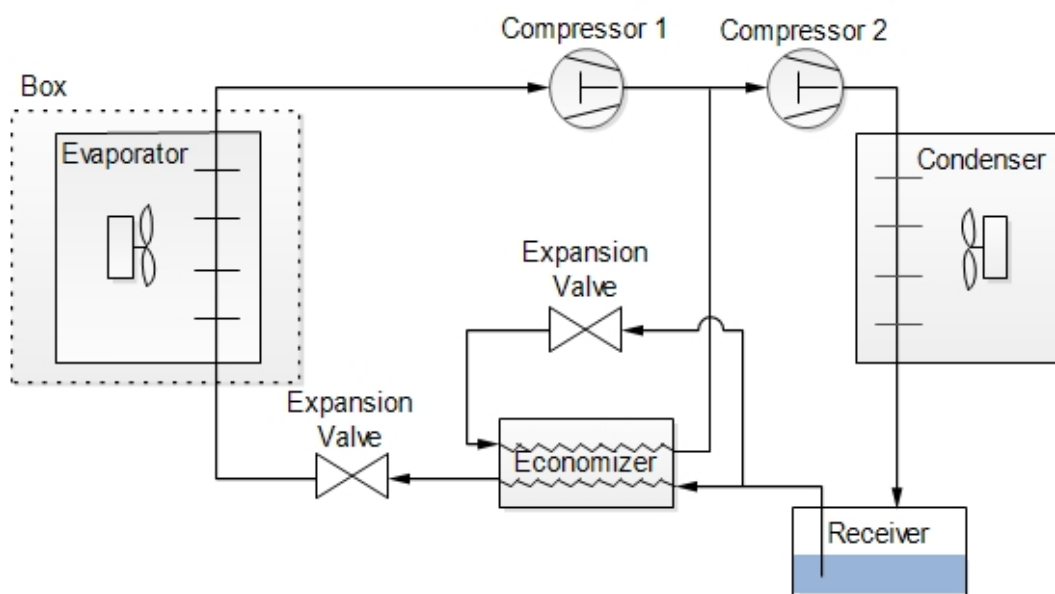 Compressor 1
Compressor 2
Box
Evaporator
Condenser
Expansion
Valve
Expansion
Valve
Economizer
Receiver